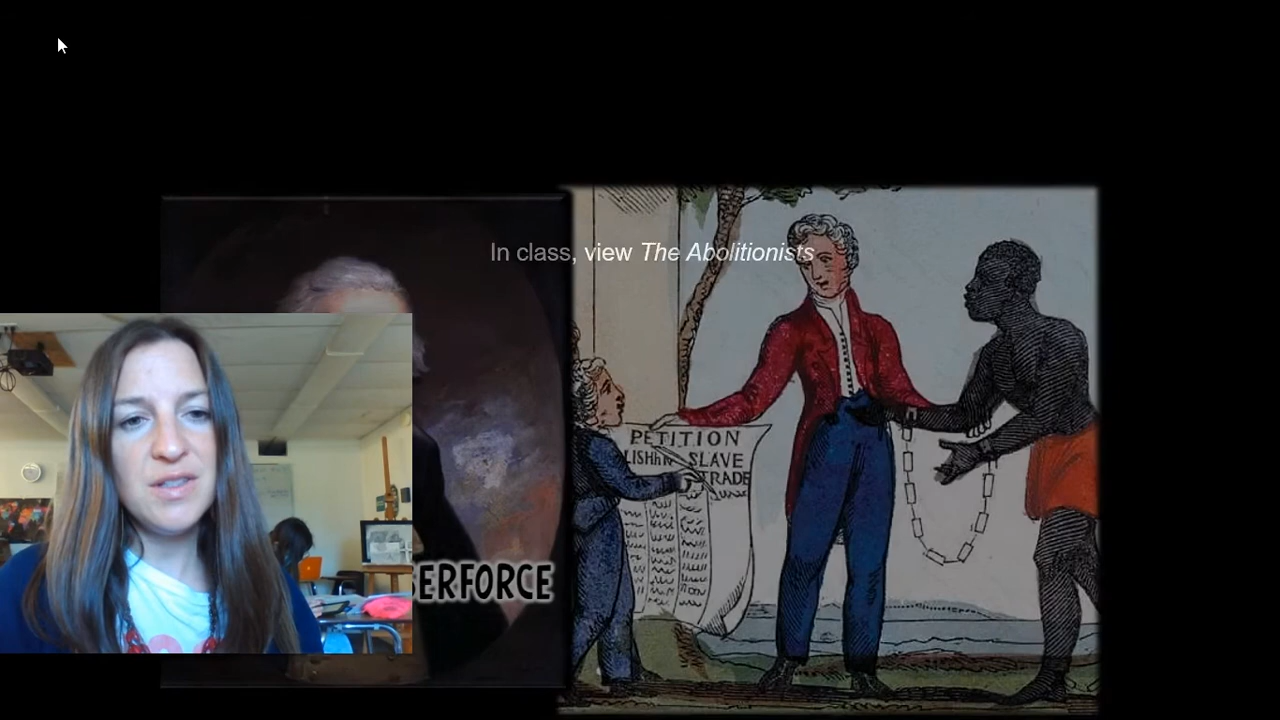 In class, view The Abolitionists
PETITION
SLAVE
TRADE
ERFORCE